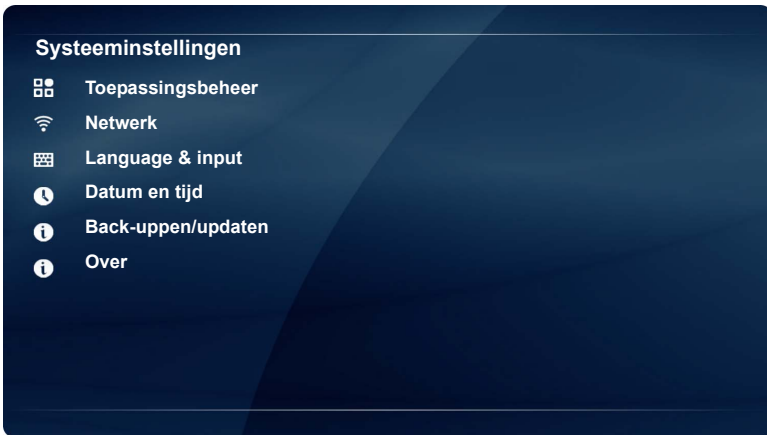 Systeeminstellingen
Toepassingsbeheer
Netwerk
Language & input
Datum en tijd
Back-uppen/updaten
Over